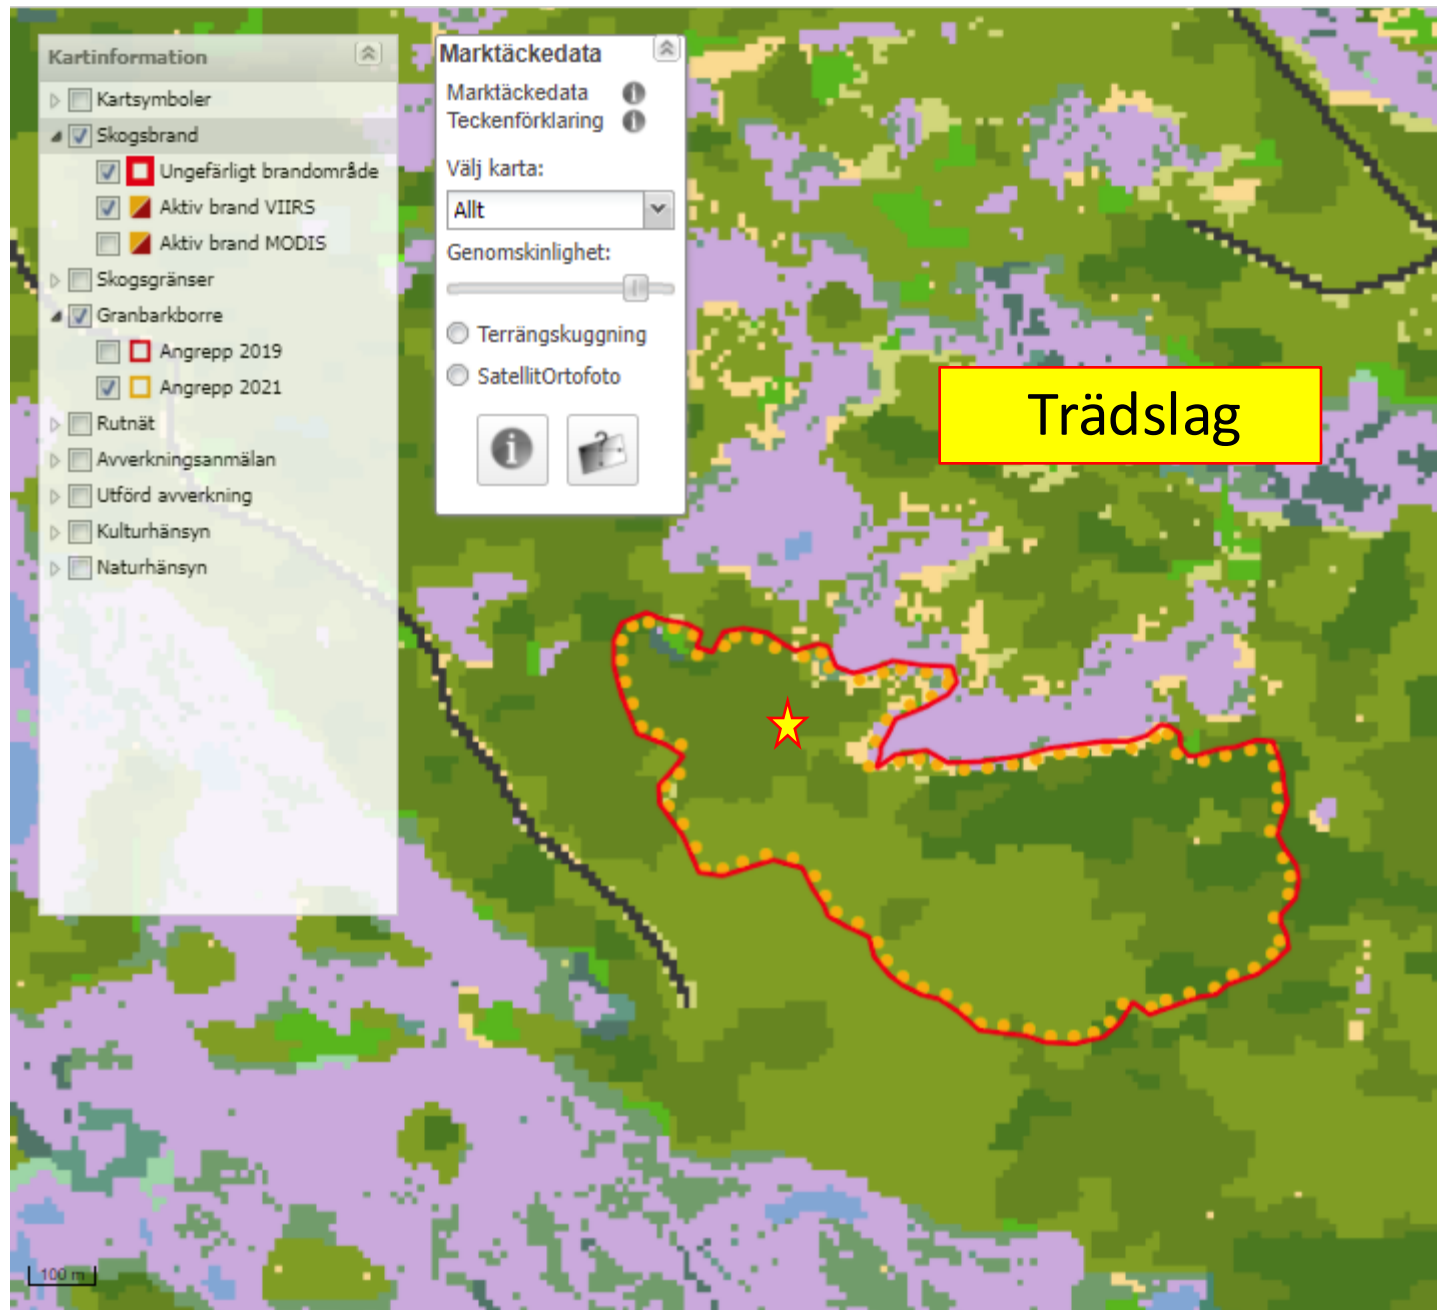 Kartinformation
Kartsymboler
Skogsbrand
Ungefärligt brandområde
Aktiv brand VIIRS
Aktiv brand MODIS
Skogsgränser
Granbarkborre
Angrepp 2019
Angrepp 2021
Rutnät
Avverkningsanmälan
Utförd avverkning
Kulturhänsyn
Naturhänsyn
Marktäckedata
Marktäckedata
Teckenförklaring
Välj karta:
Allt
Genomskinlighet:
Terrängskuggning
SatellitOrtofoto
Trädslag
100 m